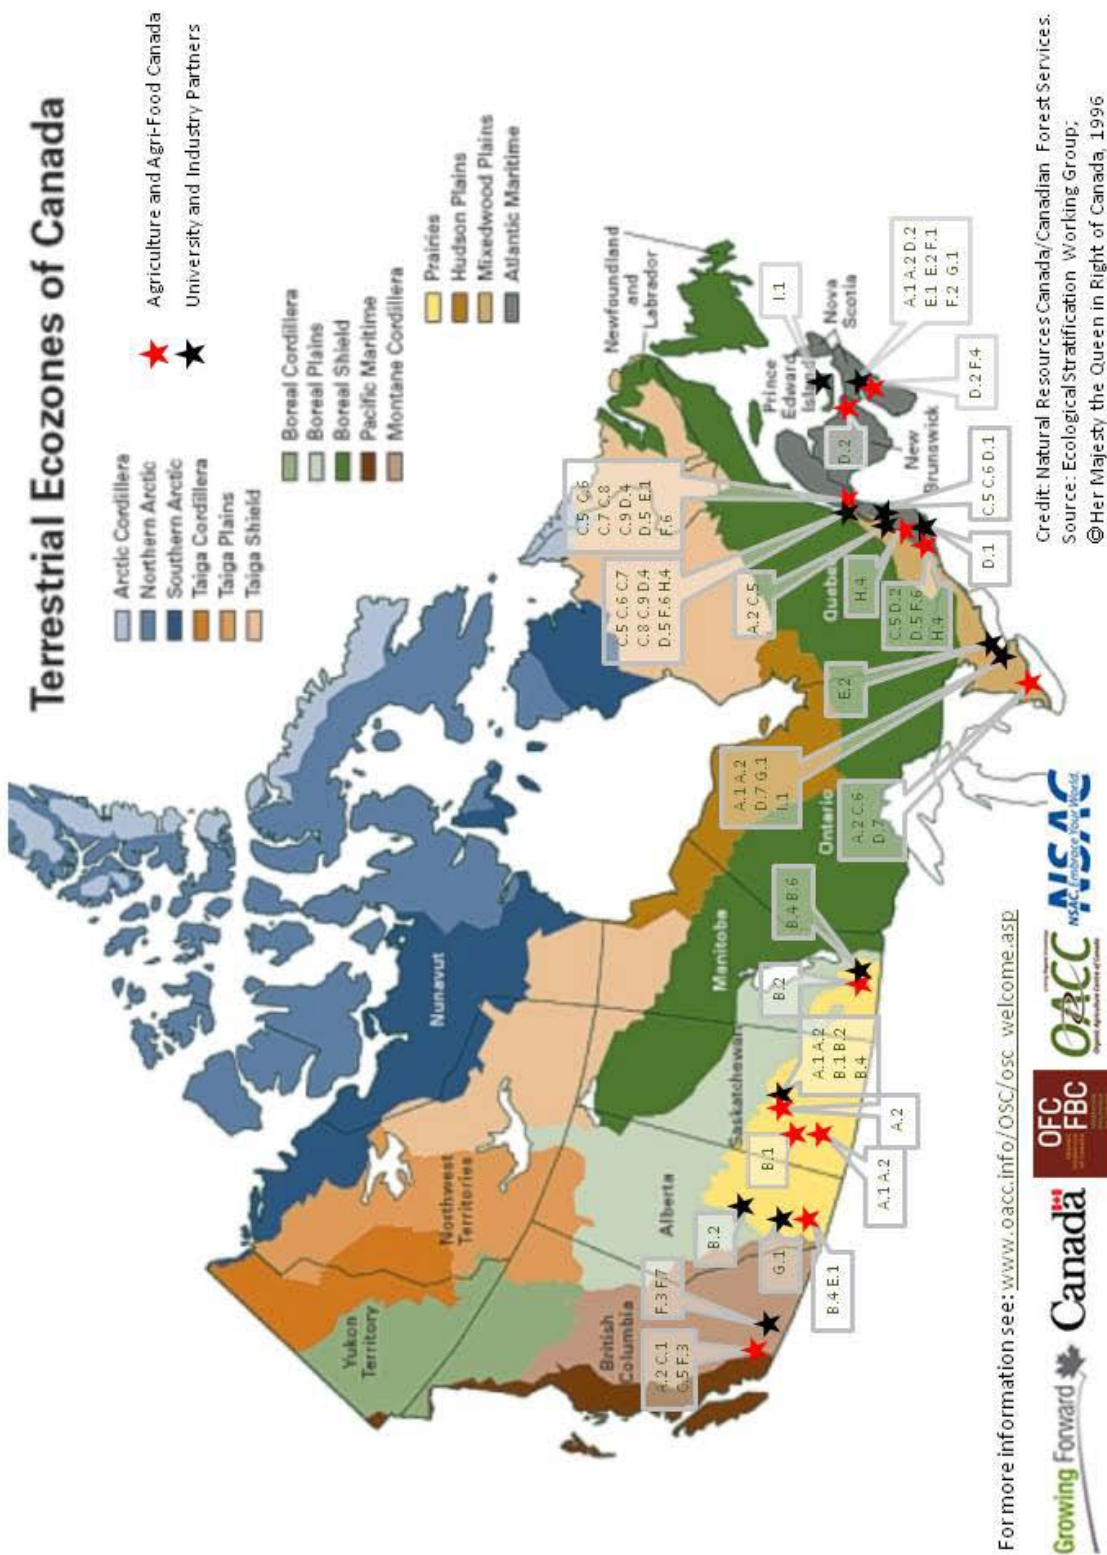 Terrestrial Ecozones of Canada
Agriculture and Agri-Food Canada
University and Industry Partners
Arctic Cordillera
Northern Arctic
Southern Arctic
Taiga Cordillera
Taiga Plains
Taiga Shield
Boreal Cordillera
Boreal Plains
Boreal Shield
Pacific Maritime
Montane Cordillera
Prairies
Hudson Plains
Mixedwood Plains
Atlantic Maritime
Yukon
Territory
Northwest
Territories
Nunavut
British
Columbia
Alberta
Saskatchewan
Manitoba
Ontario
Quebec
Newfoundland
and
Labrador
Prince
Edward
Island
Nova
Scotia
New
Brunswick
A.2 C.1
C.5 F.3
F.3 F.7
B.2
G.1
B.4 E.1
B.1
A.1 A.2
A.2
A.1 A.2
B.1 B.2
B.4
B.2
B.4 B.6
A.2 C.6
D.7
A.1 A.2
D.7 G.1
I.1
E.2
C.5 C.6 C.7
C.8 C.9 D.4
D.5 F.6 H.4
A.2 C.5
H.4
C.5 D.2
D.5 F.6
H.4
C.5 C.6
C.7 C.8
C.9 D.4
D.5 E.1
F.6
D.1
C.5 C.6 D.1
D.2
D.2 F.4
I.1
A.1 A.2 D.2
E.1 E.2 F.1
F.2 G.1
For more information see: www.oacc.info/OSC/osc_welcome.asp
Credit: Natural Resources Canada/Canadian Forest Services.
Source: Ecological Stratification Working Group;
©Her Majesty the Queen in Right of Canada, 1996
Growing Forward
Canada
OFC
FBC
OACC
Organic Agriculture Centre of Canada
NSAC
NSAC, Embrace Your World.